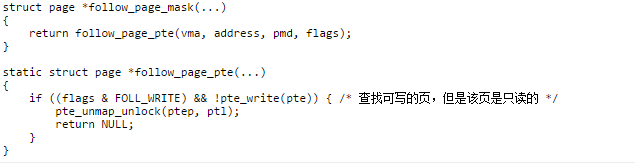 struct page *follow_page_mask(...)
{
    return follow_page_pte(vma, address, pmd, flags);
}

static struct page *follow_page_pte(...)
{
    if ((flags & FOLL_WRITE) && !pte_write(pte)) { /* 查找可写的页，但是该页是只读的 */
        pte_unmap_unlock(ptep, ptl);
        return NULL;
    }
}